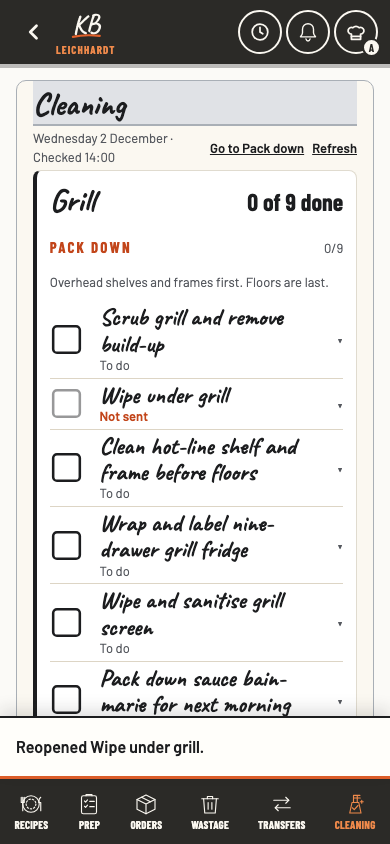 KB
LEICHHARDT
A
Cleaning
Wednesday 2 December ·
Checked 14:00
Go to Pack down
Refresh
Grill
0 of 9 done
PACK DOWN
0/9
Overhead shelves and frames first. Floors are last.
Scrub grill and remove
build-up
To do
Wipe under grill
Not sent
Clean hot-line shelf and
frame before floors
To do
Wrap and label nine-
drawer grill fridge
To do
Wipe and sanitise grill
screen
To do
Pack down sauce bain-
marie for next morning
Reopened Wipe under grill.
RECIPES
PREP
ORDERS
WASTAGE
TRANSFERS
CLEANING